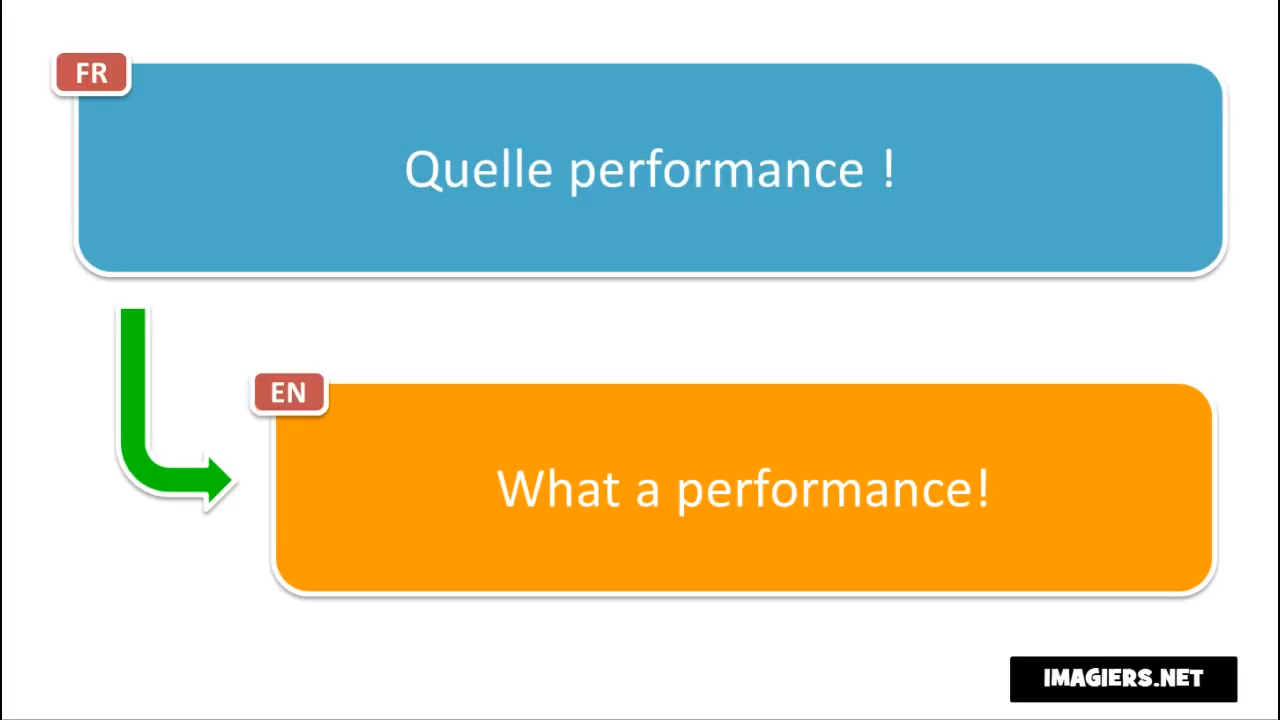 FR
Quelle performance !
EN
What a performance!
IMAGIERS.NET